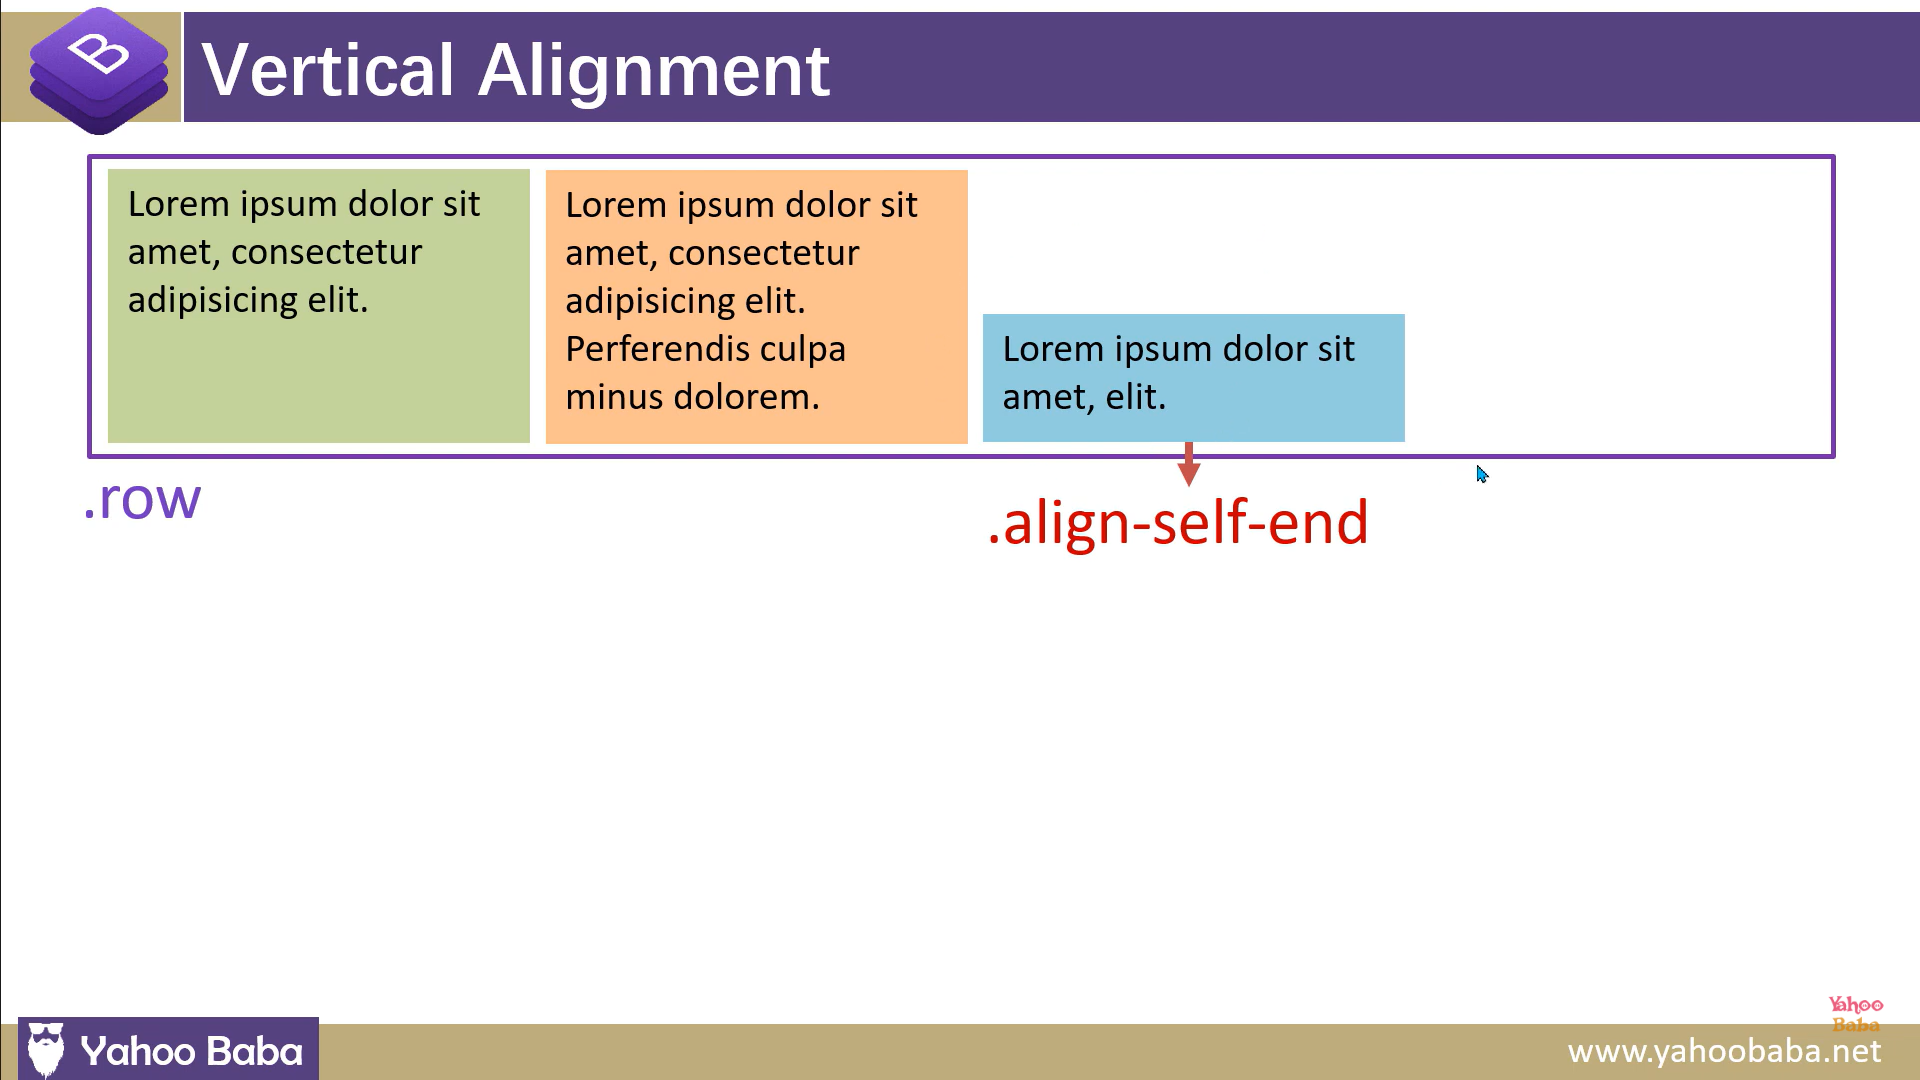 B
Vertical Alignment
Lorem ipsum dolor sit
amet, consectetur
adipisicing elit.
Lorem ipsum dolor sit
amet, consectetur
adipisicing elit.
Perferendis culpa
minus dolorem.
Lorem ipsum dolor sit
amet, elit.
.row
.align-self-end
Yahoo Baba
Yahoo
Baba
www.yahoobaba.net